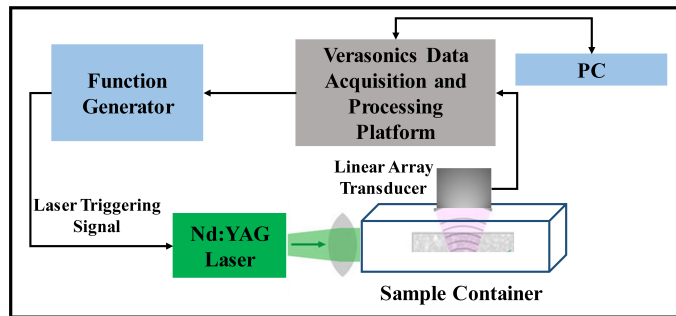 Function
Generator
Verasonics Data
Acquisition and
Processing
Platform
PC
Linear Array
Transducer
Laser Triggering
Signal
Nd:YAG
Laser
Sample Container